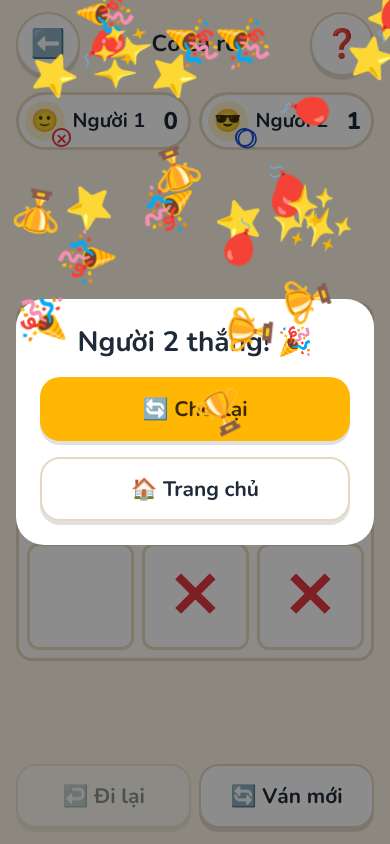 Người 1 0
Người 2 1
Người 2 thắng! 🎉
🔄 Chơi lại
🏠 Trang chủ
↩️ Đi lại
🔄 Ván mới